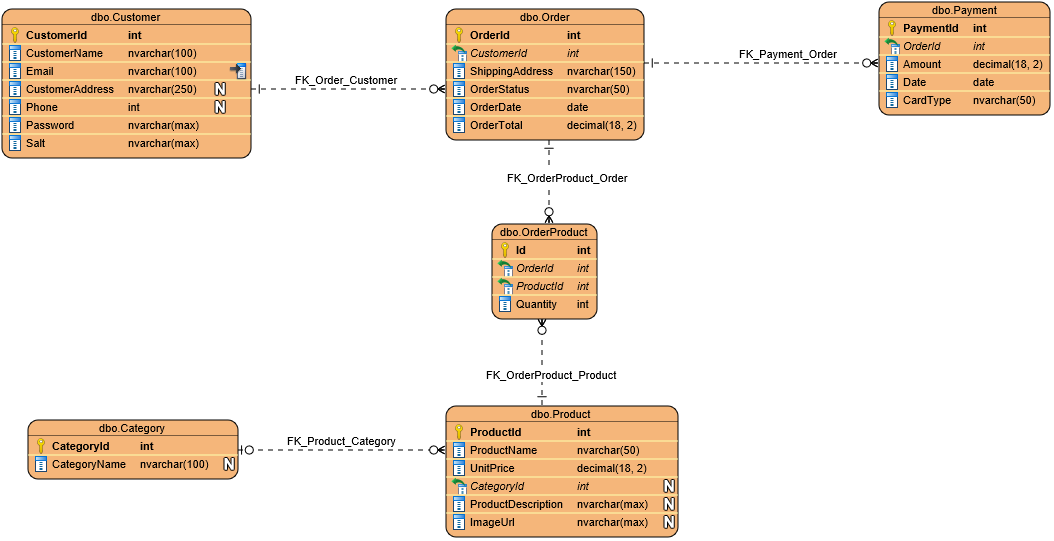 dbo.Customer
CustomerId int
CustomerName nvarchar(100)
Email nvarchar(100)
CustomerAddress nvarchar(250) N
Phone int N
Password nvarchar(max)
Salt nvarchar(max)
FK_Order_Customer
dbo.Order
OrderId int
CustomerId int
ShippingAddress nvarchar(150)
OrderStatus nvarchar(50)
OrderDate date
OrderTotal decimal(18, 2)
FK_Payment_Order
dbo.Payment
PaymentId int
OrderId int
Amount decimal(18, 2)
Date date
CardType nvarchar(50)
FK_OrderProduct_Order
dbo.OrderProduct
Id int
OrderId int
ProductId int
Quantity int
FK_OrderProduct_Product
dbo.Category
CategoryId int
CategoryName nvarchar(100) N
FK_Product_Category
dbo.Product
ProductId int
ProductName nvarchar(50)
UnitPrice decimal(18, 2)
CategoryId int N
ProductDescription nvarchar(max) N
ImageUrl nvarchar(max) N